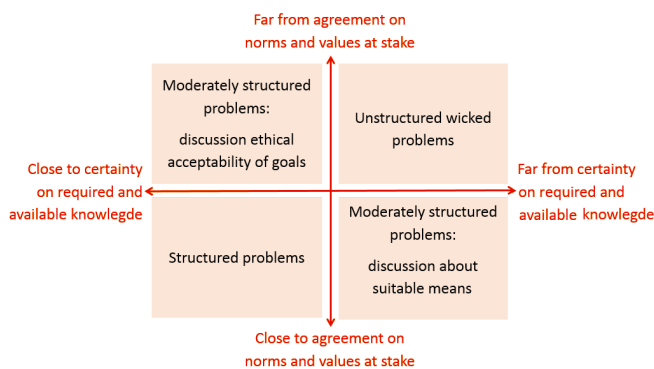 Far from agreement on
norms and values at stake
Moderately structured
problems:
discussion ethical
acceptability of goals
Unstructured wicked
problems
Close to certainty
on required and
available knowlegde
Far from certainty
on required and
available knowlegde
Structured problems
Moderately structured
problems:
discussion about
suitable means
Close to agreement on
norms and values at stake